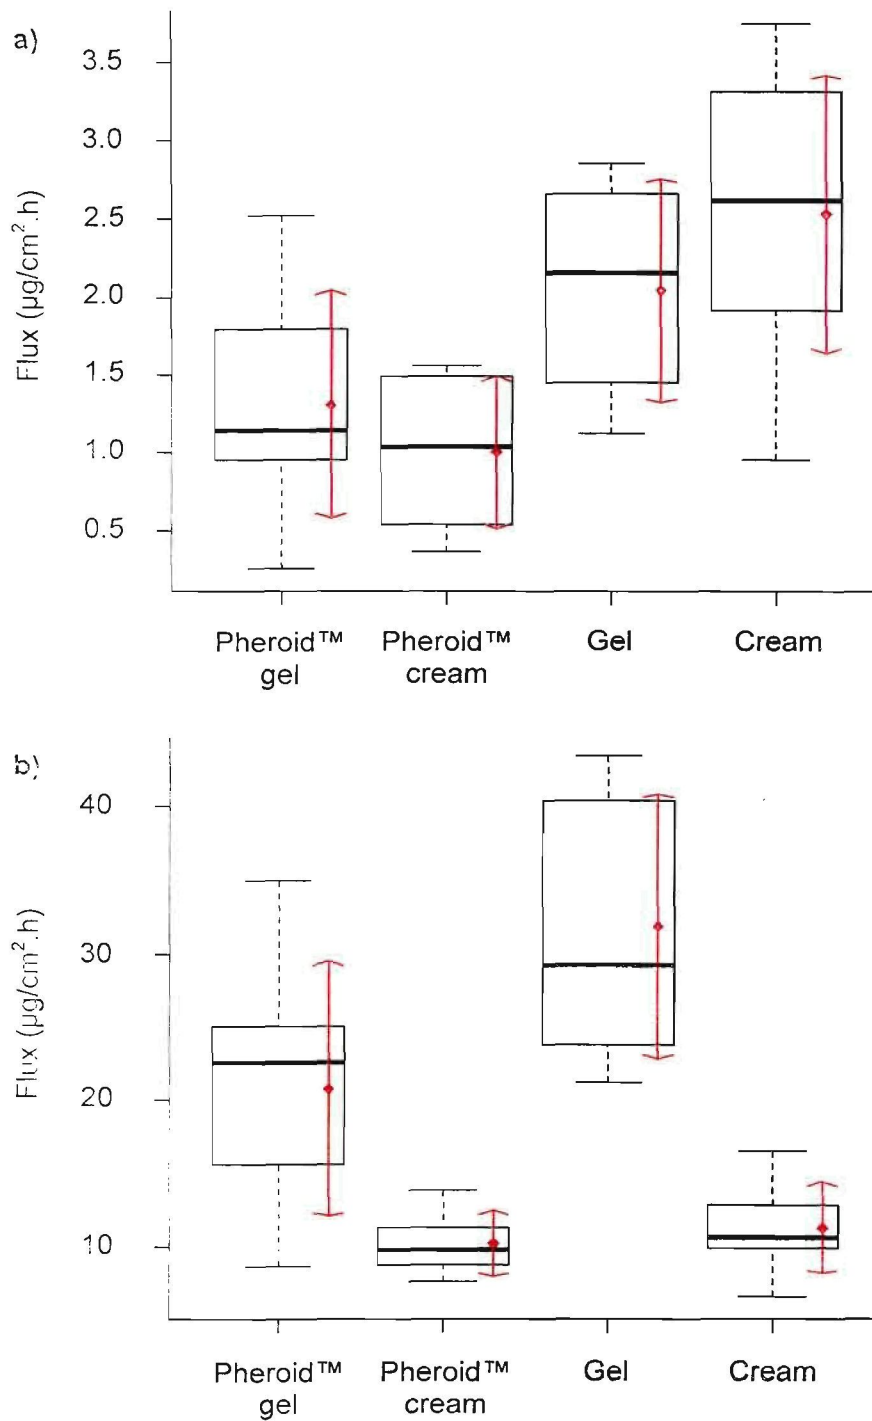 a)
3.5
3.0
2.5
2.0
1.5
1.0
0.5
Flux (µg/cm².h)
Pheroid™ gel
Pheroid™ cream
Gel
Cream
b)
40
30
20
10
Flux (µg/cm².h)
Pheroid™ gel
Pheroid™ cream
Gel
Cream